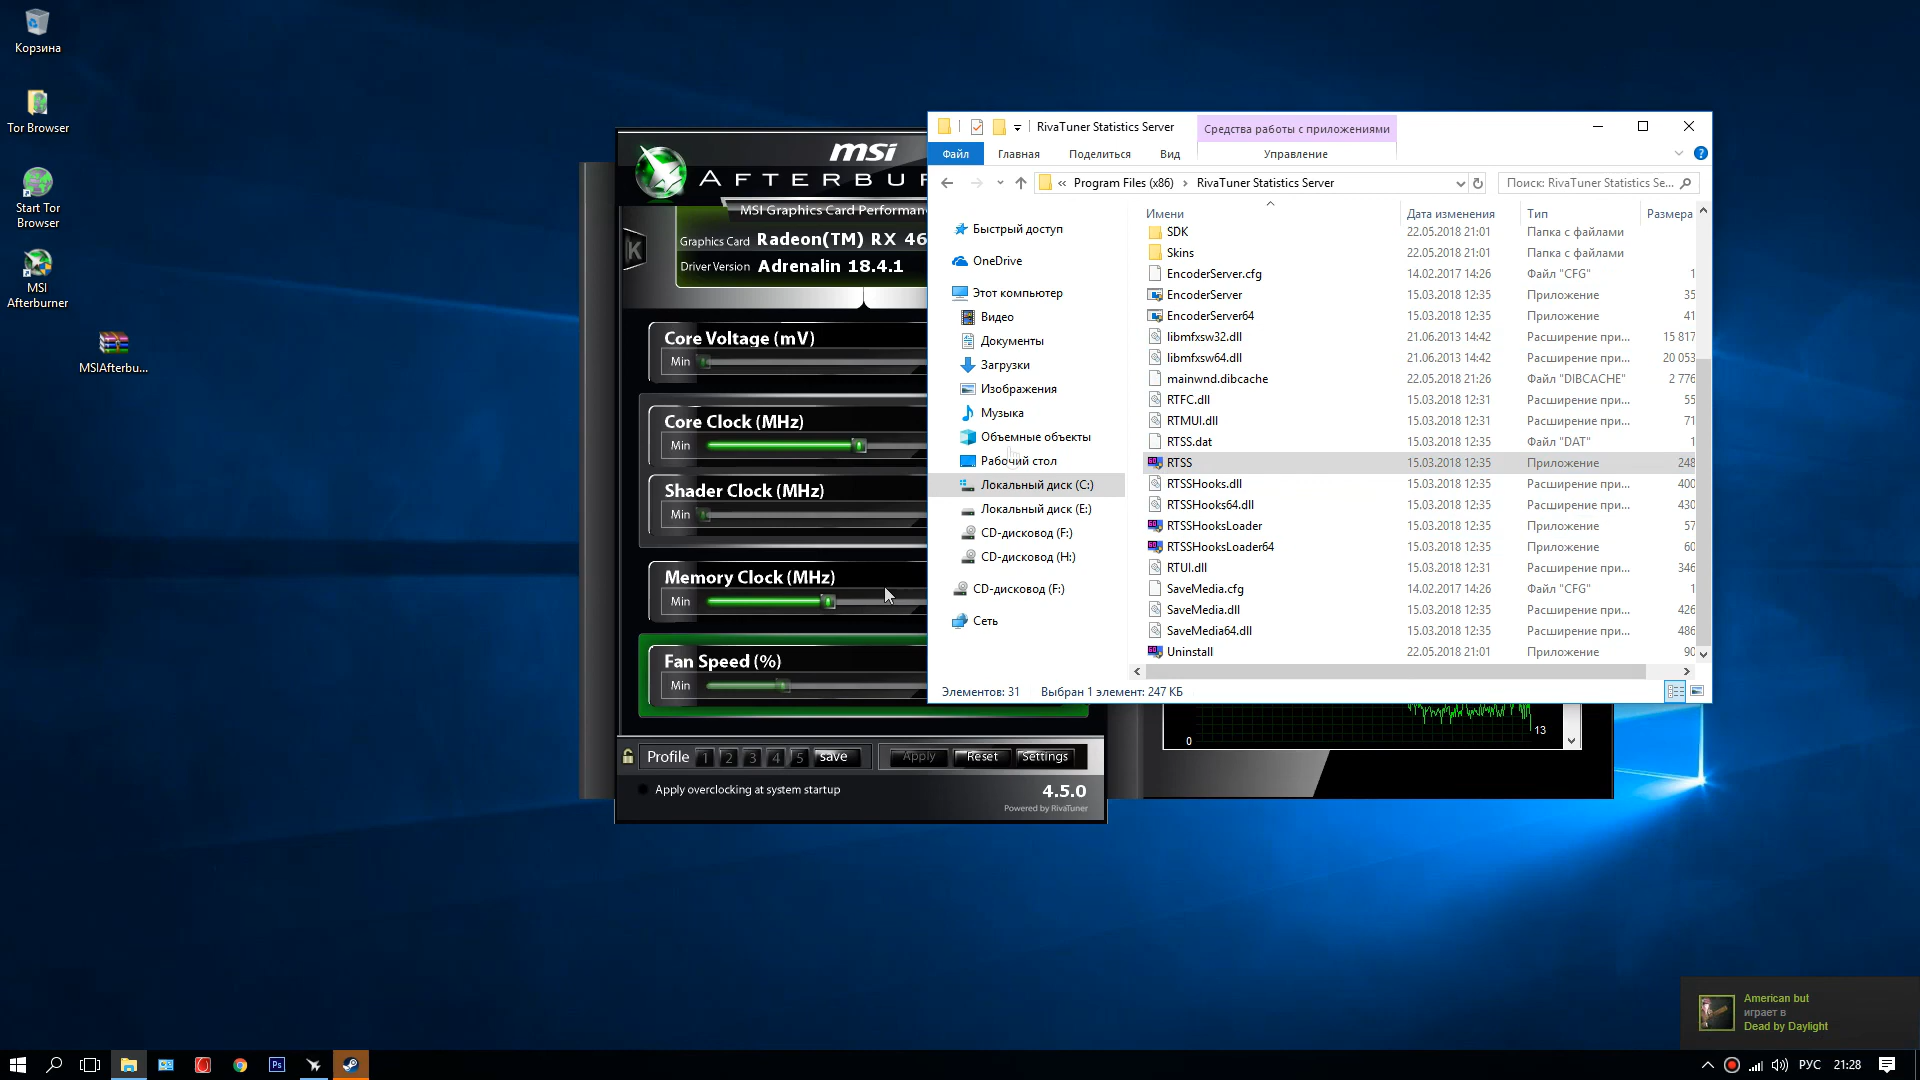 Корзина
Tor Browser
Start Tor
Browser
MSI
Afterburner
MSIAfterbu...
msi
AFTERBU
MSI Graphics Card Performan
Graphics Card Radeon(TM) RX 46
Driver Version Adrenalin 18.4.1
K
Core Voltage (mV)
Min
Core Clock (MHz)
Min
Shader Clock (MHz)
Min
Memory Clock (MHz)
Min
Fan Speed (%)
Min
Profile 1 2 3 4 5 save Apply Reset Settings
Apply overclocking at system startup
4.5.0
Powered by RivaTuner
0
13
RivaTuner Statistics Server Средства работы с приложениями
Файл Главная Поделиться Вид Управление
« Program Files (x86) › RivaTuner Statistics Server Поиск: RivaTuner Statistics Se...
Быстрый доступ
OneDrive
Этот компьютер
Видео
Документы
Загрузки
Изображения
Музыка
Объемные объекты
Рабочий стол
Локальный диск (C:)
Локальный диск (E:)
CD-дисковод (F:)
CD-дисковод (H:)
CD-дисковод (F:)
Сеть
Имени Дата изменения Тип Размера
SDK 22.05.2018 21:01 Папка с файлами
Skins 22.05.2018 21:01 Папка с файлами
EncoderServer.cfg 14.02.2017 14:26 Файл "CFG" 1
EncoderServer 15.03.2018 12:35 Приложение 35
EncoderServer64 15.03.2018 12:35 Приложение 41
libmfxsw32.dll 21.06.2013 14:42 Расширение при... 15 817
libmfxsw64.dll 21.06.2013 14:42 Расширение при... 20 053
mainwnd.dibcache 22.05.2018 21:26 Файл "DIBCACHE" 2 776
RTFC.dll 15.03.2018 12:31 Расширение при... 55
RTMUI.dll 15.03.2018 12:31 Расширение при... 71
RTSS.dat 15.03.2018 12:35 Файл "DAT" 1
RTSS 15.03.2018 12:35 Приложение 248
RTSSHooks.dll 15.03.2018 12:35 Расширение при... 400
RTSSHooks64.dll 15.03.2018 12:35 Расширение при... 430
RTSSHooksLoader 15.03.2018 12:35 Приложение 57
RTSSHooksLoader64 15.03.2018 12:35 Приложение 60
RTUI.dll 15.03.2018 12:31 Расширение при... 346
SaveMedia.cfg 14.02.2017 14:26 Файл "CFG" 1
SaveMedia.dll 15.03.2018 12:35 Расширение при... 426
SaveMedia64.dll 15.03.2018 12:35 Расширение при... 486
Uninstall 22.05.2018 21:01 Приложение 90
Элементов: 31 Выбран 1 элемент: 247 КБ
American but
играет в
Dead by Daylight
Ps
РУС 21:28